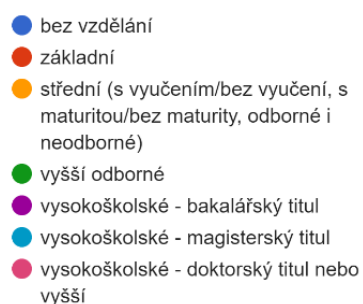 bez vzdělání
základní
střední (s vyučením/bez vyučení, s
maturitou/bez maturity, odborné i
neodborné)
vyšší odborné
vysokoškolské - bakalářský titul
vysokoškolské - magisterský titul
vysokoškolské - doktorský titul nebo
vyšší